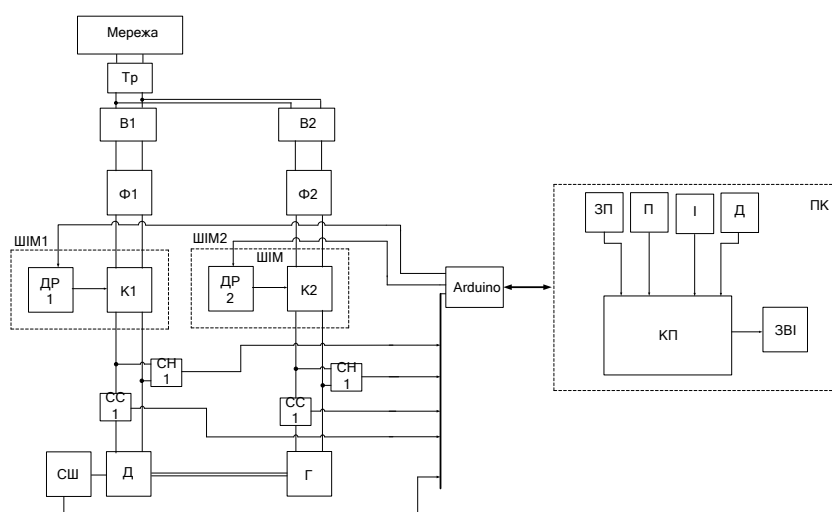 Мережа
Тр
В1
В2
Ф1
Ф2
ЗП
П
І
Д
ПК
ШІМ1
ШІМ2
ШІМ
ДР
1
К1
ДР
2
К2
Arduino
КП
ЗВІ
СН
1
СН
1
СС
1
СС
1
СШ
Д
Г